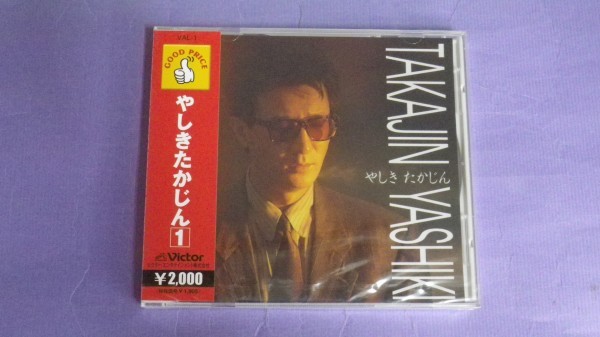 VAL-1
GOOD PRICE
やしきたかじん1
Victor
¥2,000
TAKAJIN YASHIKI
やしき たかじん